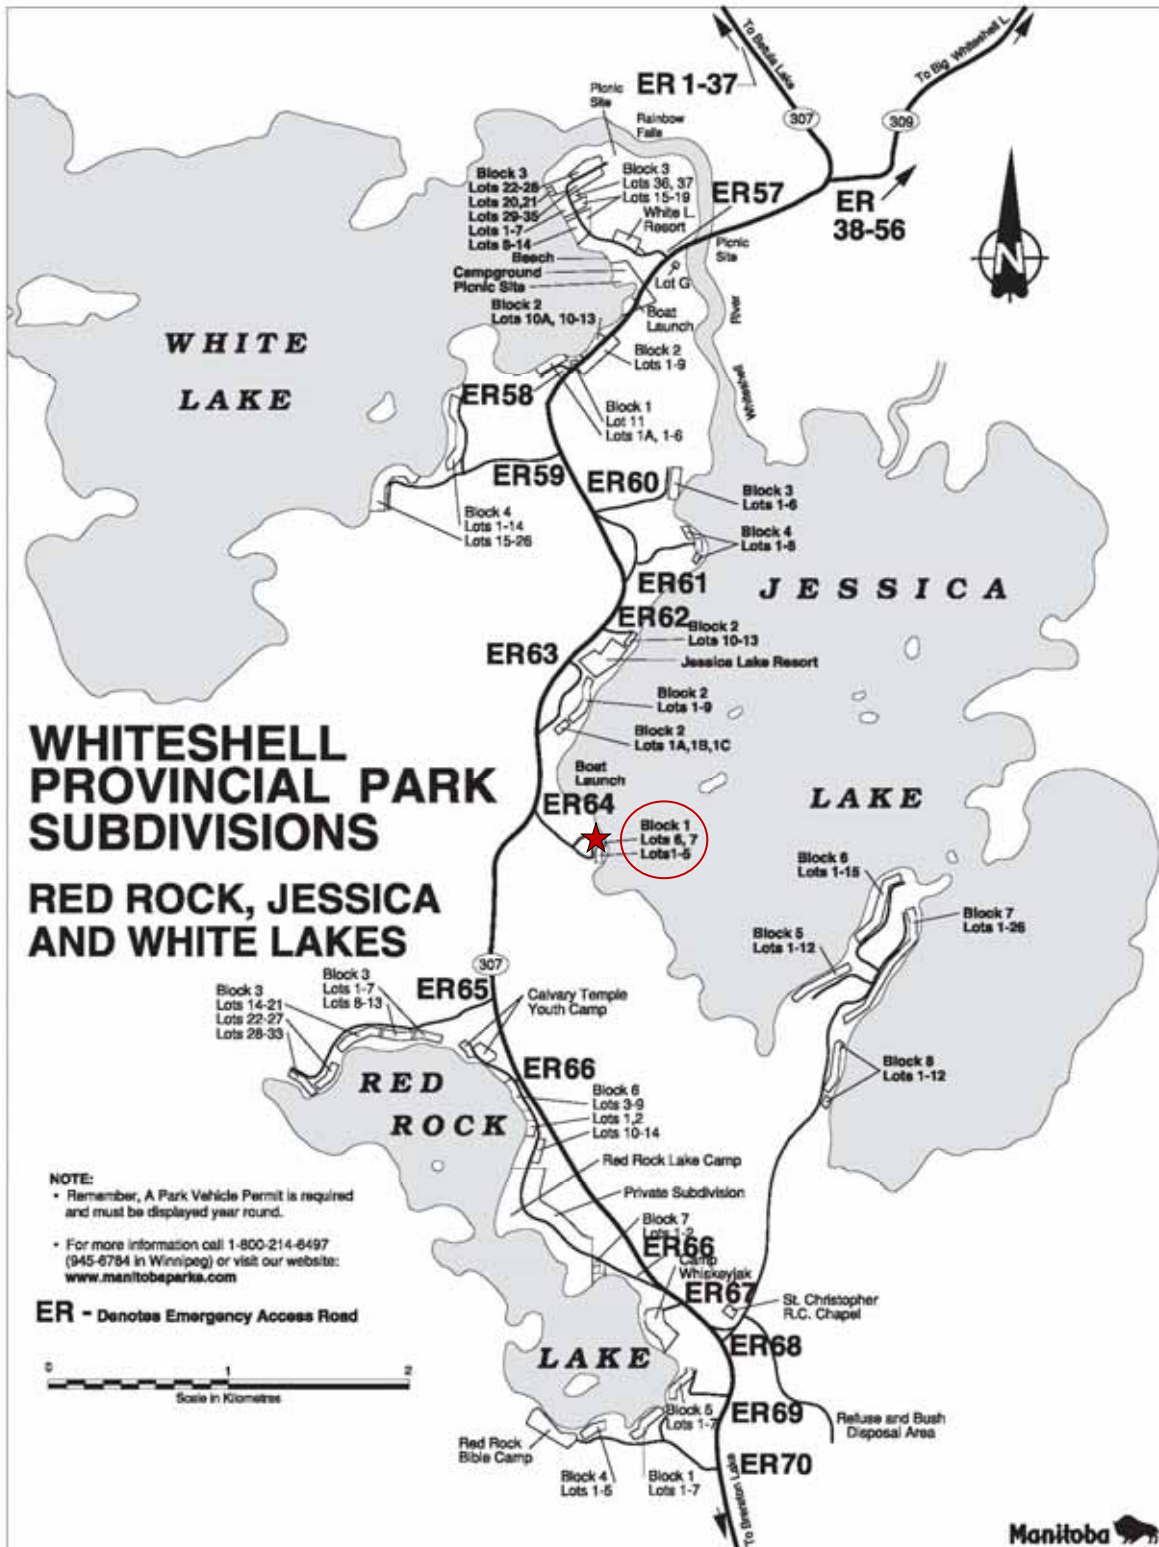 To Betula Lake
To Big Whiteshell L.
ER 1-37
307
309
Picnic
Site
Rainbow
Falls
Block 3
Lots 22-28
Lots 20,21
Lots 29-35
Lots 1-7
Lots 8-14
Block 3
Lots 36, 37
Lots 15-19
White L.
Resort
ER57
ER
38-56
N
Beech
Campground
Picnic Site
Picnic
Site
Lot G
Boat
Launch
Block 2
Lots 10A, 10-13
River
Whiteshell
Block 2
Lots 1-9
WHITE
LAKE
ER58
Block 1
Lot 11
Lots 1A, 1-6
ER59
ER60
Block 3
Lots 1-6
Block 4
Lots 1-14
Lots 15-26
Block 4
Lots 1-8
ER61
JESSICA
ER62
Block 2
Lots 10-13
ER63
Jessica Lake Resort
Block 2
Lots 1-9
Block 2
Lots 1A,1B,1C
WHITESHELL
PROVINCIAL PARK
SUBDIVISIONS
Boat
Launch
ER64
LAKE
Block 1
Lots 6, 7
Lots1-5
Block 6
Lots 1-15
RED ROCK, JESSICA
AND WHITE LAKES
Block 7
Lots 1-26
Block 5
Lots 1-12
307
Block 3
Lots 1-7
Lots 8-13
ER65
Block 3
Lots 14-21
Lots 22-27
Lots 28-33
Calvary Temple
Youth Camp
ER66
Block 8
Lots 1-12
RED
ROCK
Block 6
Lots 3-9
Lots 1,2
Lots 10-14
Red Rock Lake Camp
NOTE:
• Remember, A Park Vehicle Permit is required
and must be displayed year round.
Private Subdivision
Block 7
Lots 1-2
• For more information call 1-800-214-6497
(945-6784 in Winnipeg) or visit our website:
www.manitobaparks.com
ER66
Camp
Whiskeyjak
ER67
St. Christopher
R.C. Chapel
ER - Denotes Emergency Access Road
ER68
LAKE
0 1 2
Scale in Kilometres
Block 5
Lots 1-7
ER69
Refuse and Bush
Disposal Area
Red Rock
Bible Camp
ER70
Block 4
Lots 1-5
Block 1
Lots 1-7
To Brereton Lake
Manitoba